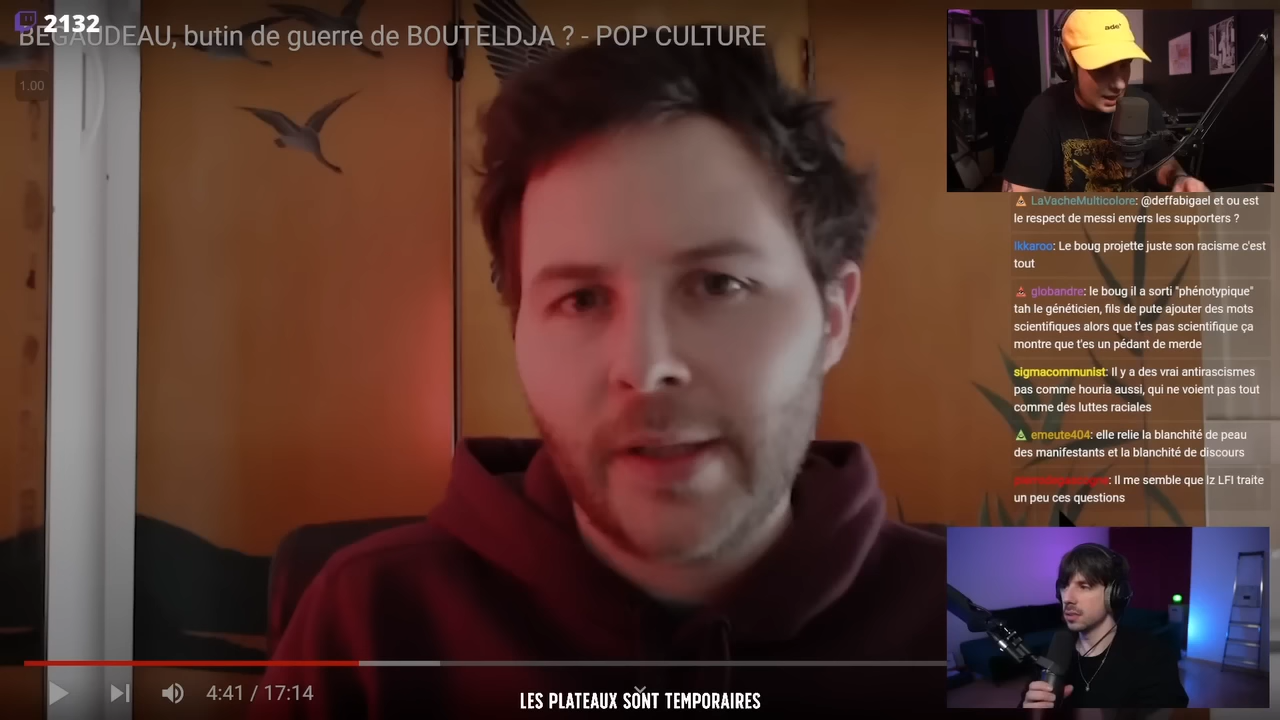 2132
BÉGAUDEAU, butin de guerre de BOUTELDJA ? - POP CULTURE
1.00
LaVacheMulticolore: @deffabigael et ou est
le respect de messi envers les supporters ?
Ikkaroo: Le boug projette juste son racisme c'est
tout
globandre: le boug il a sorti "phénotypique"
tah le généticien, fils de pute ajouter des mots
scientifiques alors que t'es pas scientifique ça
montre que t'es un pédant de merde
sigmacommunist: Il y a des vrai antirascismes
pas comme houria aussi, qui ne voient pas tout
comme des luttes raciales
emeute404: elle relie la blanchité de peau
des manifestants et la blanchité de discours
: Il me semble que lz LFI traite
un peu ces questions
4:41 / 17:14
LES PLATEAUX SONT TEMPORAIRES